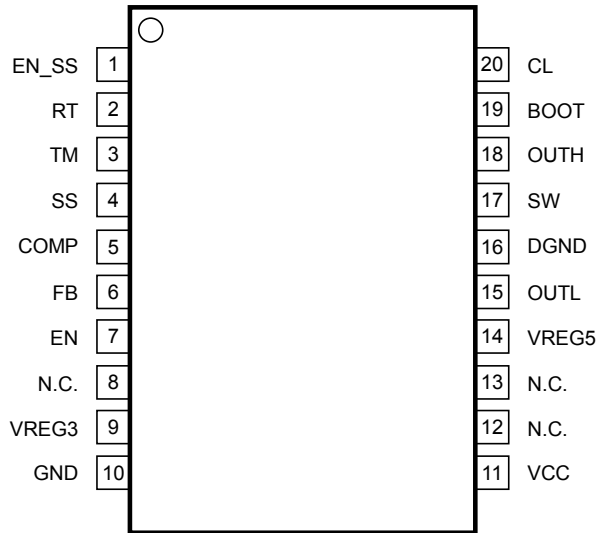 EN_SS 1 20 CL
RT 2 19 BOOT
TM 3 18 OUTH
SS 4 17 SW
COMP 5 16 DGND
FB 6 15 OUTL
EN 7 14 VREG5
N.C. 8 13 N.C.
VREG3 9 12 N.C.
GND 10 11 VCC